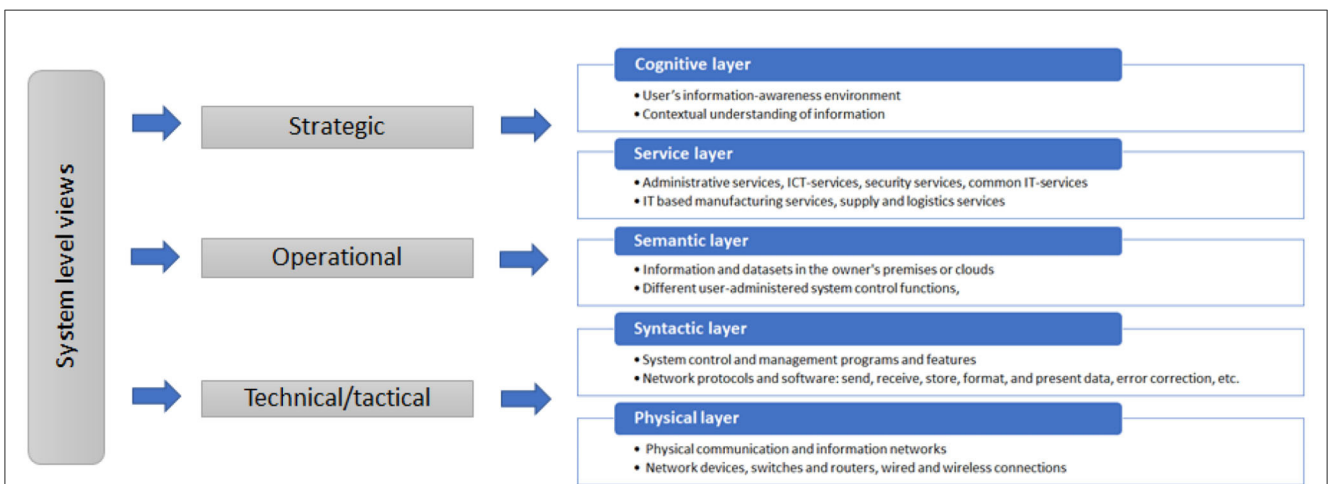 System level views
Strategic
Operational
Technical/tactical
Cognitive layer
• User's information-awareness environment
• Contextual understanding of information
Service layer
• Administrative services, ICT-services, security services, common IT-services
• IT based manufacturing services, supply and logistics services
Semantic layer
• Information and datasets in the owner's premises or clouds
• Different user-administered system control functions,
Syntactic layer
• System control and management programs and features
• Network protocols and software: send, receive, store, format, and present data, error correction, etc.
Physical layer
• Physical communication and information networks
• Network devices, switches and routers, wired and wireless connections